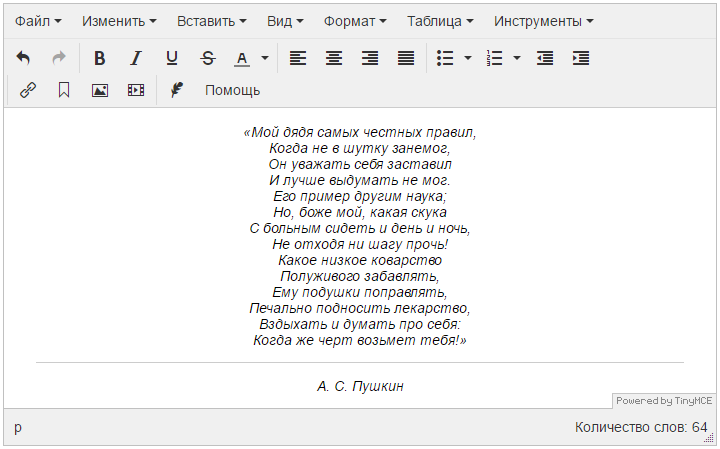 Файл Изменить Вставить Вид Формат Таблица Инструменты
Помощь
«Мой дядя самых честных правил,
Когда не в шутку занемог,
Он уважать себя заставил
И лучше выдумать не мог.
Его пример другим наука;
Но, боже мой, какая скука
С больным сидеть и день и ночь,
Не отходя ни шагу прочь!
Какое низкое коварство
Полуживого забавлять,
Ему подушки поправлять,
Печально подносить лекарство,
Вздыхать и думать про себя:
Когда же черт возьмет тебя!»
А. С. Пушкин
Powered by TinyMCE
p Количество слов: 64